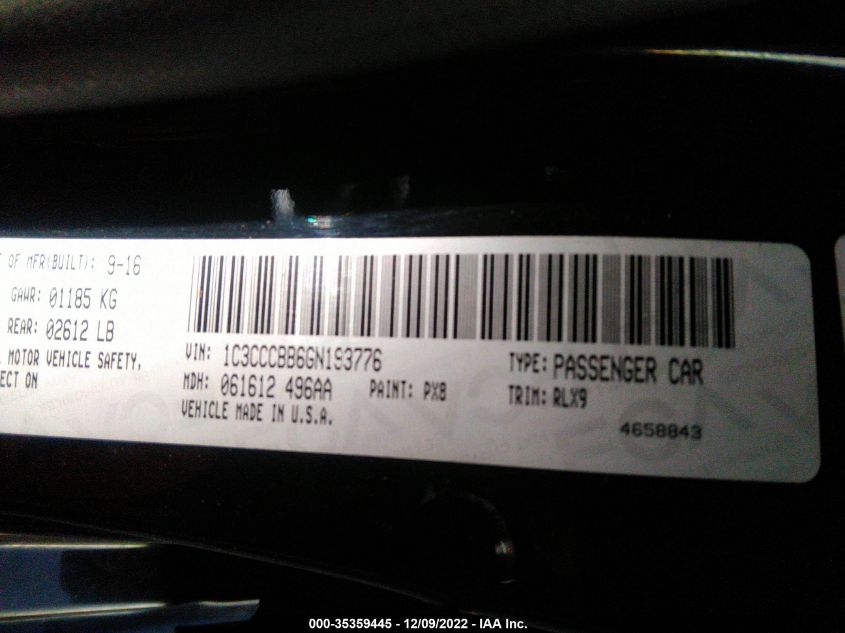 OF MFR(BUILT): 9-16
GAWR: 01185 KG
REAR: 02612 LB
MOTOR VEHICLE SAFETY,
ECT ON
VIN: 1C3CCCBB6GN193776
TYPE: PASSENGER CAR
MDH: 061612 496AA
PAINT: PX8
TRIM: RLX9
VEHICLE MADE IN U.S.A.
4658843
000-35359445 - 12/09/2022 - IAA Inc.